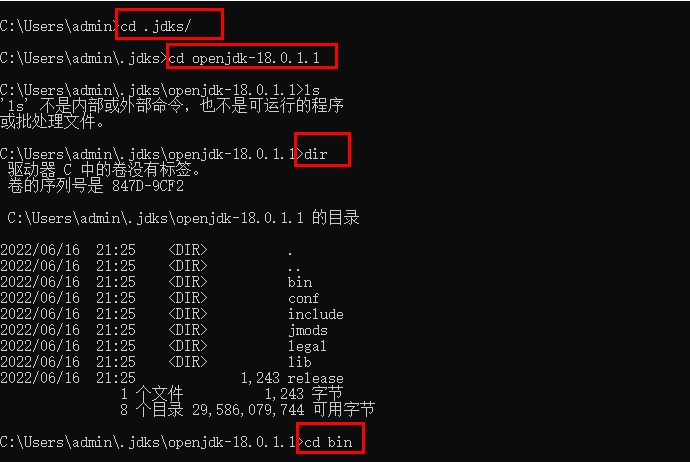 C:\Users\admin>cd .jdks/
C:\Users\admin\.jdks>cd openjdk-18.0.1.1
C:\Users\admin\.jdks\openjdk-18.0.1.1>ls
'ls' 不是内部或外部命令，也不是可运行的程序
或批处理文件。
C:\Users\admin\.jdks\openjdk-18.0.1.1>dir
驱动器 C 中的卷没有标签。
卷的序列号是 847D-9CF2
C:\Users\admin\.jdks\openjdk-18.0.1.1 的目录
2022/06/16  21:25    <DIR>          .
2022/06/16  21:25    <DIR>          ..
2022/06/16  21:25    <DIR>          bin
2022/06/16  21:25    <DIR>          conf
2022/06/16  21:25    <DIR>          include
2022/06/16  21:25    <DIR>          jmods
2022/06/16  21:25    <DIR>          legal
2022/06/16  21:25    <DIR>          lib
2022/06/16  21:25             1,243 release
1 个文件          1,243 字节
8 个目录 29,586,079,744 可用字节
C:\Users\admin\.jdks\openjdk-18.0.1.1>cd bin